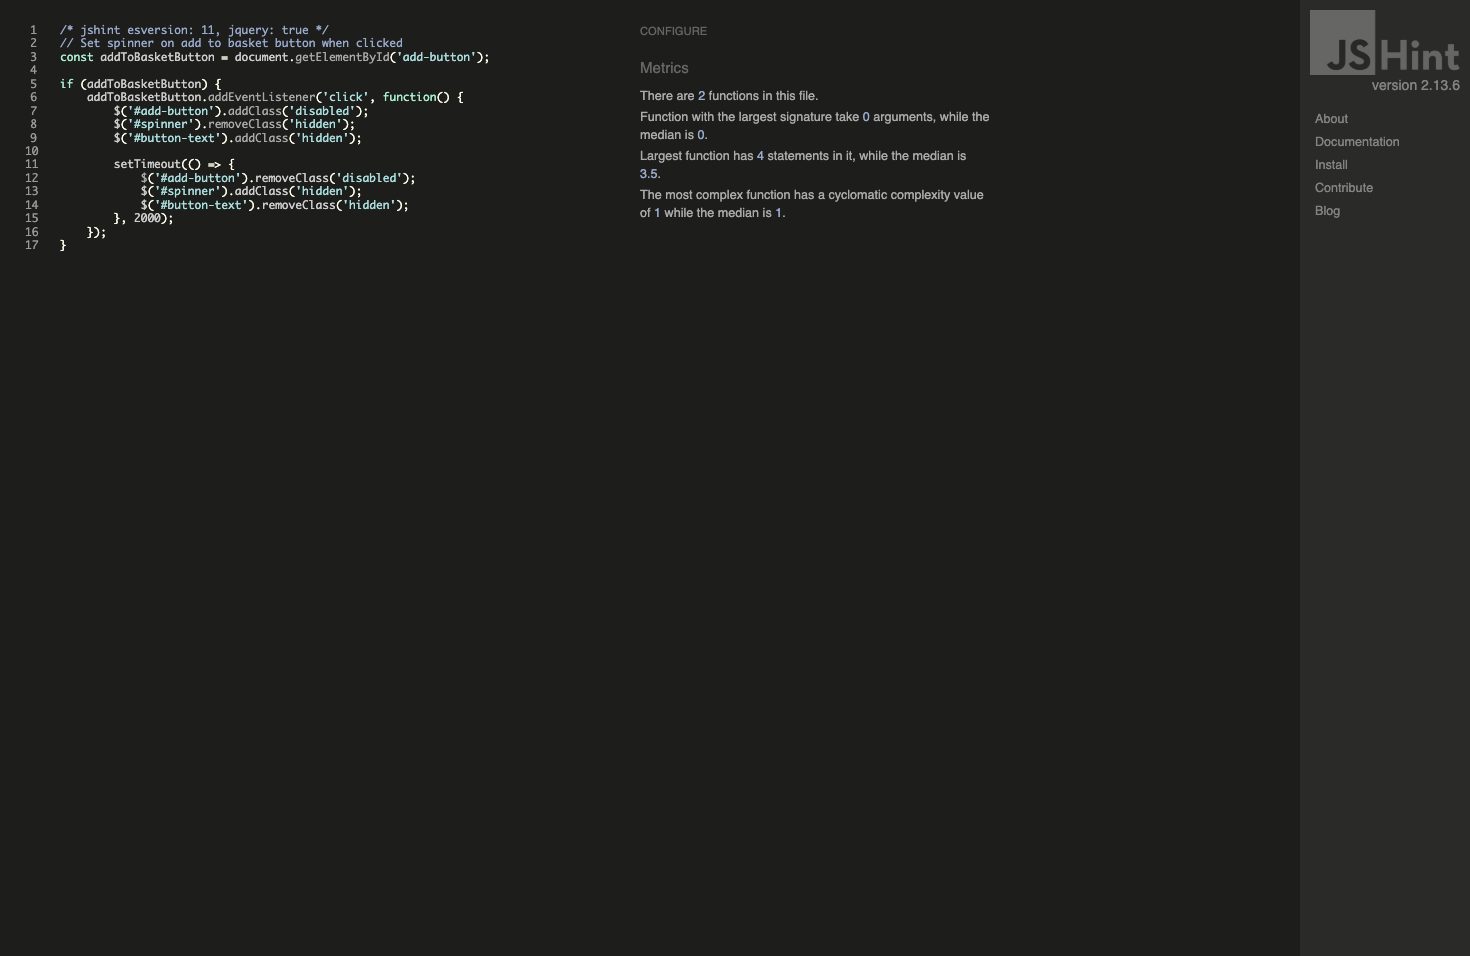 1 /* jshint esversion: 11, jquery: true */
2 // Set spinner on add to basket button when clicked
3 const addToBasketButton = document.getElementById('add-button');
4
5 if (addToBasketButton) {
6     addToBasketButton.addEventListener('click', function() {
7         $('#add-button').addClass('disabled');
8         $('#spinner').removeClass('hidden');
9         $('#button-text').addClass('hidden');
10
11         setTimeout(() => {
12             $('#add-button').removeClass('disabled');
13             $('#spinner').addClass('hidden');
14             $('#button-text').removeClass('hidden');
15         }, 2000);
16     });
17 }
CONFIGURE
Metrics
There are 2 functions in this file.
Function with the largest signature take 0 arguments, while the
median is 0.
Largest function has 4 statements in it, while the median is
3.5.
The most complex function has a cyclomatic complexity value
of 1 while the median is 1.
JSHint
version 2.13.6
About
Documentation
Install
Contribute
Blog